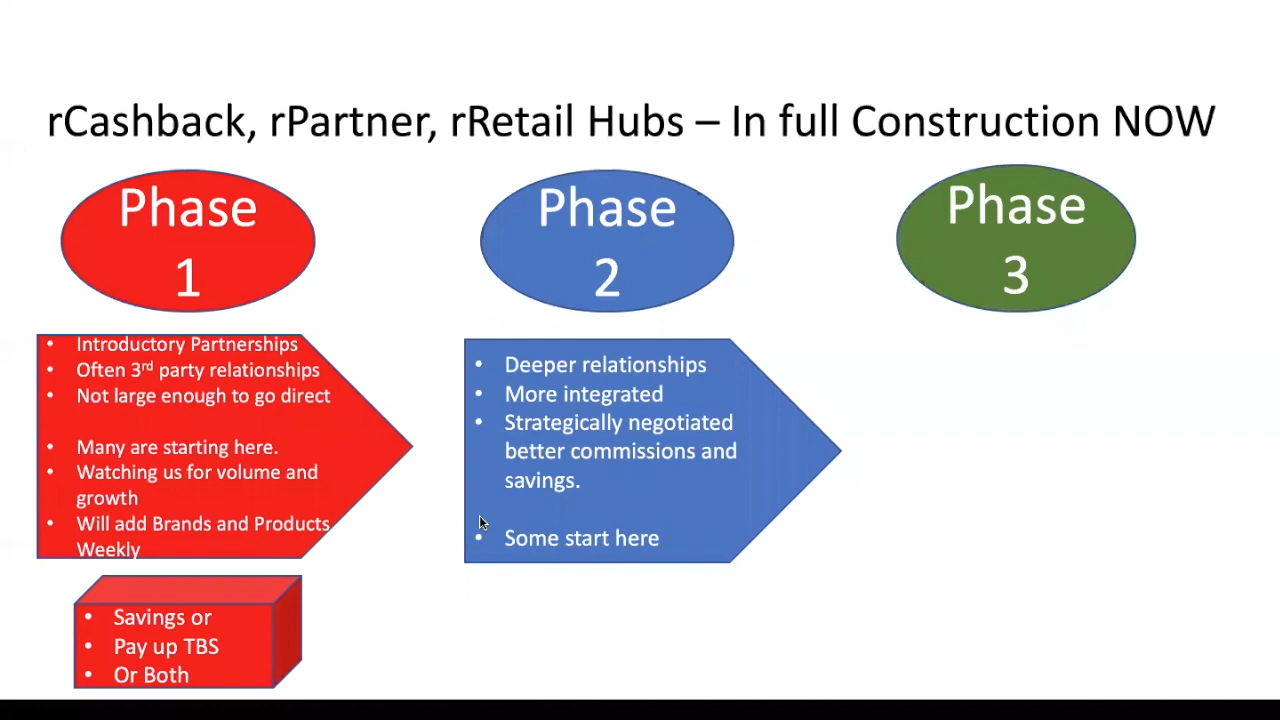 rCashback, rPartner, rRetail Hubs – In full Construction NOW
Phase
1
• Introductory Partnerships
• Often 3rd party relationships
• Not large enough to go direct
• Many are starting here.
• Watching us for volume and
growth
• Will add Brands and Products
Weekly
• Savings or
• Pay up TBS
• Or Both
Phase
2
• Deeper relationships
• More integrated
• Strategically negotiated
better commissions and
savings.
• Some start here
Phase
3